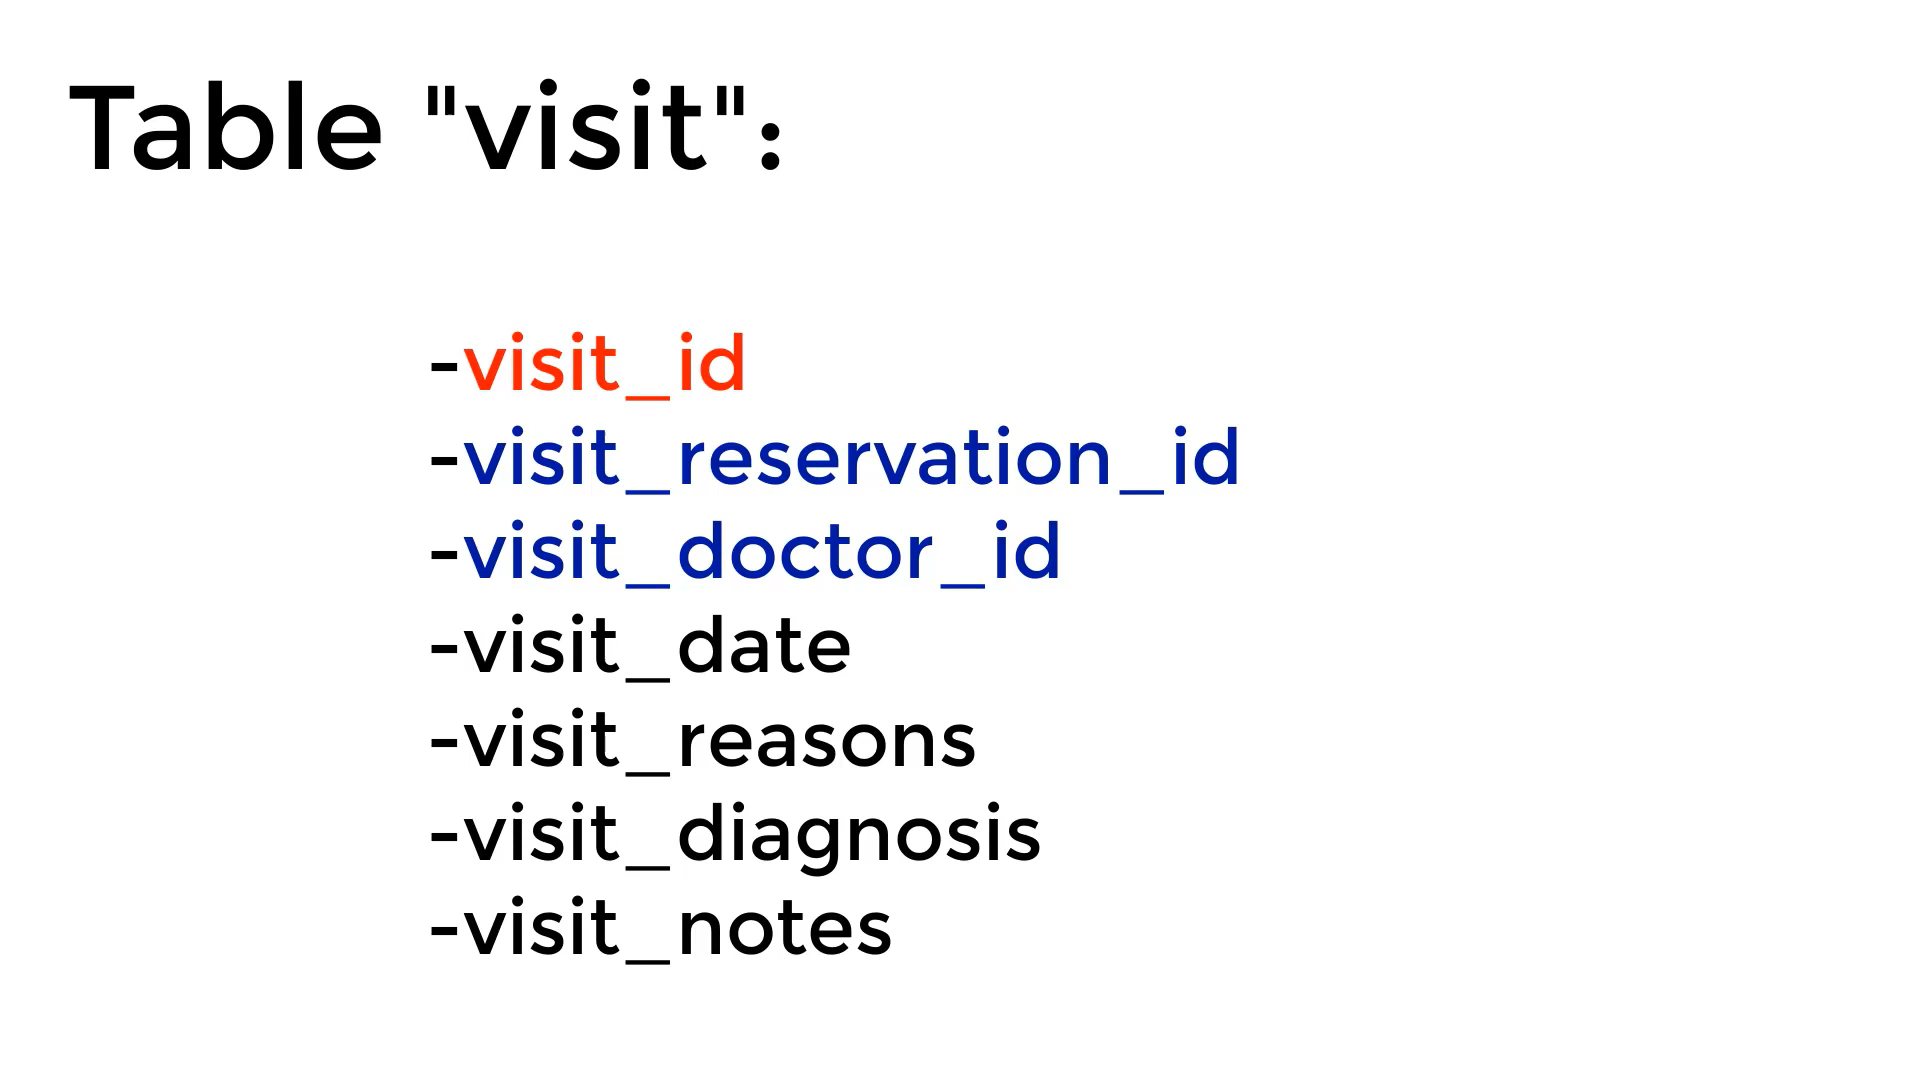 Table "visit":
-visit_id
-visit_reservation_id
-visit_doctor_id
-visit_date
-visit_reasons
-visit_diagnosis
-visit_notes